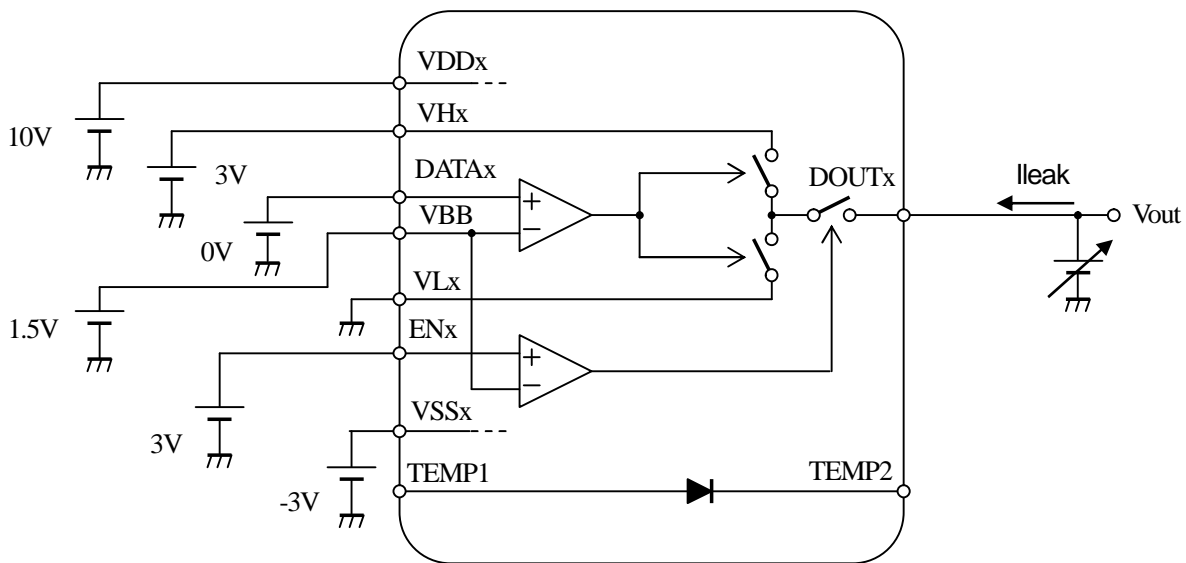 VDDx
10V
VHx
3V
DATAx
+
−
0V
VBB
1.5V
VLx
ENx
+
−
3V
VSSx
-3V
TEMP1
TEMP2
DOUTx
Ileak
Vout